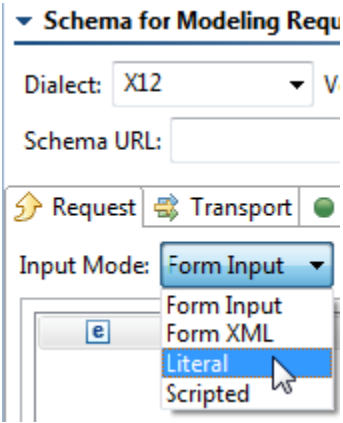 Schema for Modeling Requ
Dialect: X12 V
Schema URL:
Request Transport
Input Mode: Form Input
e Form Input
Form XML
Literal
Scripted